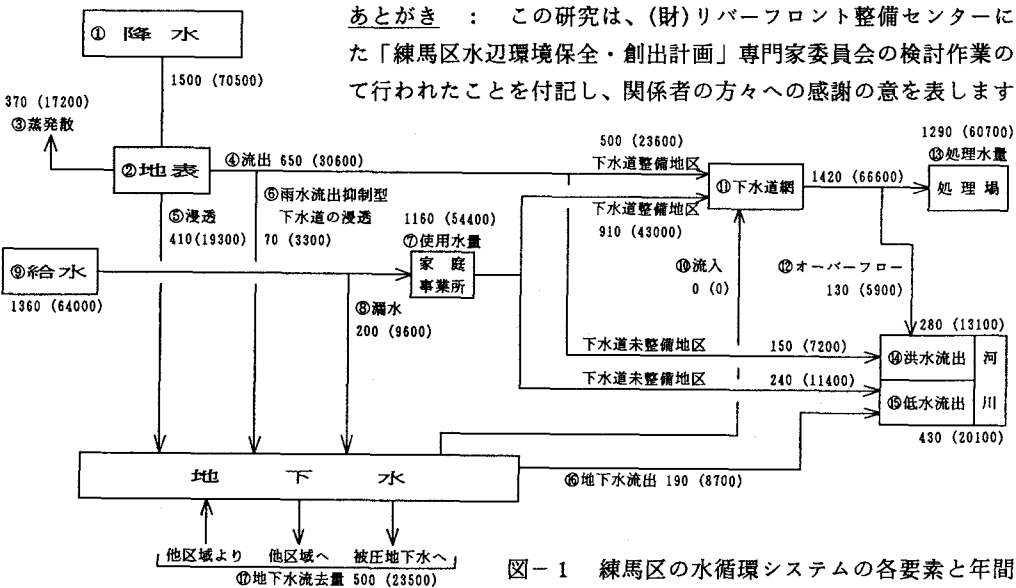 あとがき ： この研究は、(財)リバーフロント整備センターに
た「練馬区水辺環境保全・創出計画」専門家委員会の検討作業の
て行われたことを付記し、関係者の方々への感謝の意を表します
①降水
1500 (70500)
370 (17200)
③蒸発散
②地表
④流出 650 (30600)
500 (23600)
下水道整備地区
⑪下水道網
1420 (66600)
1290 (60700)
⑬処理水量
処理場
⑤浸透
410(19300)
⑥雨水流出抑制型
下水道の浸透
70 (3300)
下水道整備地区
910 (43000)
1160 (54400)
⑦使用水量
家庭
事業所
⑨給水
1360 (64000)
⑧漏水
200 (9600)
⑩流入
0 (0)
⑫オーバーフロー
130 (5900)
280 (13100)
下水道未整備地区 150 (7200)
⑭洪水流出
河川
下水道未整備地区 240 (11400)
⑮低水流出
430 (20100)
地下水
⑯地下水流出 190 (8700)
他区域より 他区域へ 被圧地下水へ
⑰地下水流去量 500 (23500)
図－1 練馬区の水循環システムの各要素と年間